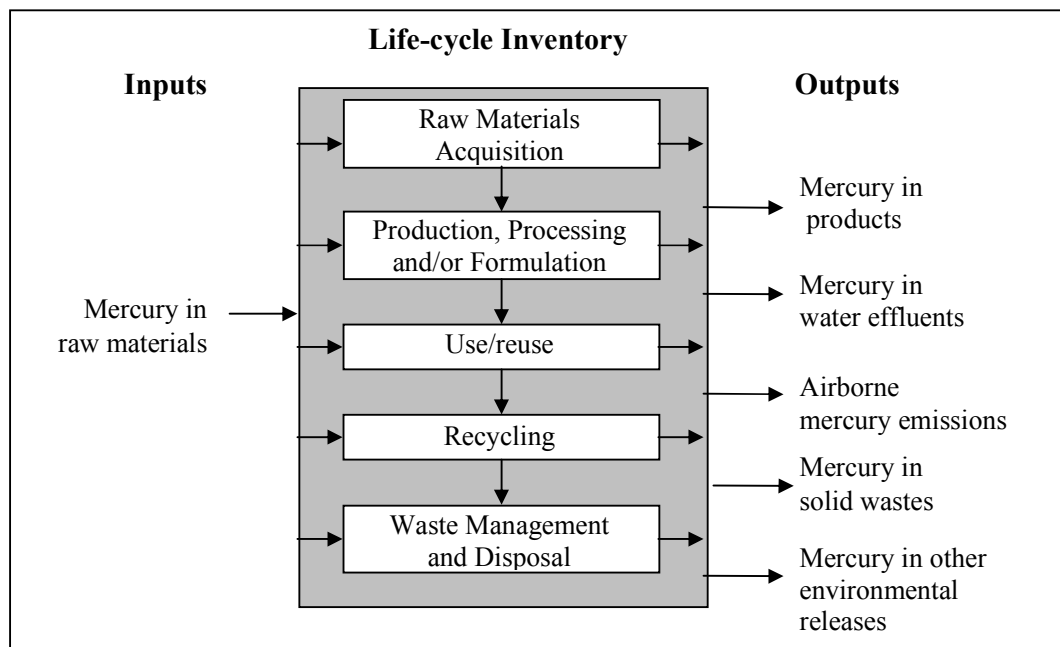 Life-cycle Inventory
Inputs
Outputs
Raw Materials
Acquisition
Production, Processing
and/or Formulation
Use/reuse
Recycling
Waste Management
and Disposal
Mercury in
raw materials
Mercury in
products
Mercury in
water effluents
Airborne
mercury emissions
Mercury in
solid wastes
Mercury in other
environmental
releases